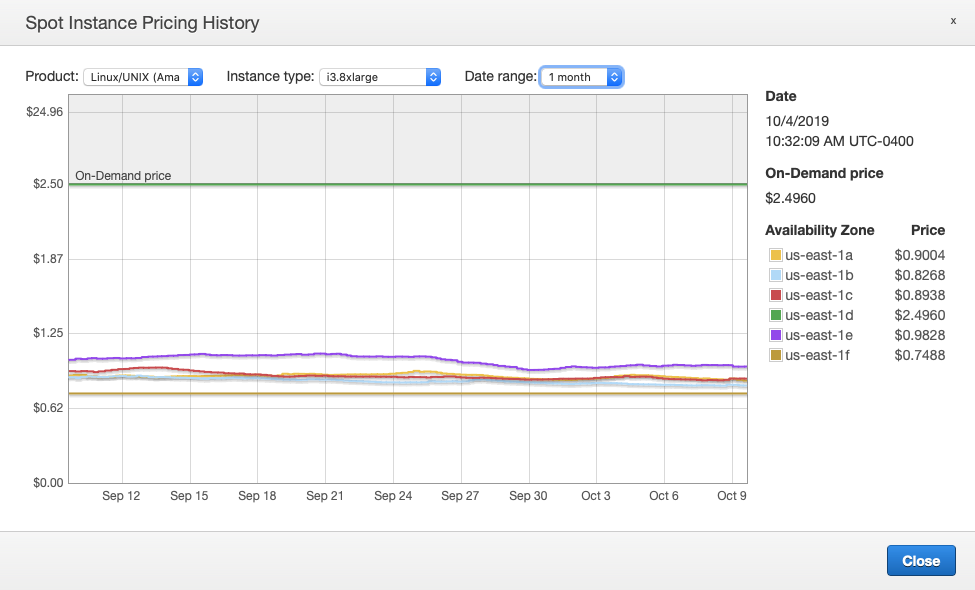 Spot Instance Pricing History
x
Product: Linux/UNIX (Ama Instance type: i3.8xlarge Date range: 1 month
$24.96
On-Demand price
$2.50
$1.87
$1.25
$0.62
$0.00
Sep 12 Sep 15 Sep 18 Sep 21 Sep 24 Sep 27 Sep 30 Oct 3 Oct 6 Oct 9
Date
10/4/2019
10:32:09 AM UTC-0400
On-Demand price
$2.4960
Availability Zone Price
us-east-1a $0.9004
us-east-1b $0.8268
us-east-1c $0.8938
us-east-1d $2.4960
us-east-1e $0.9828
us-east-1f $0.7488
Close